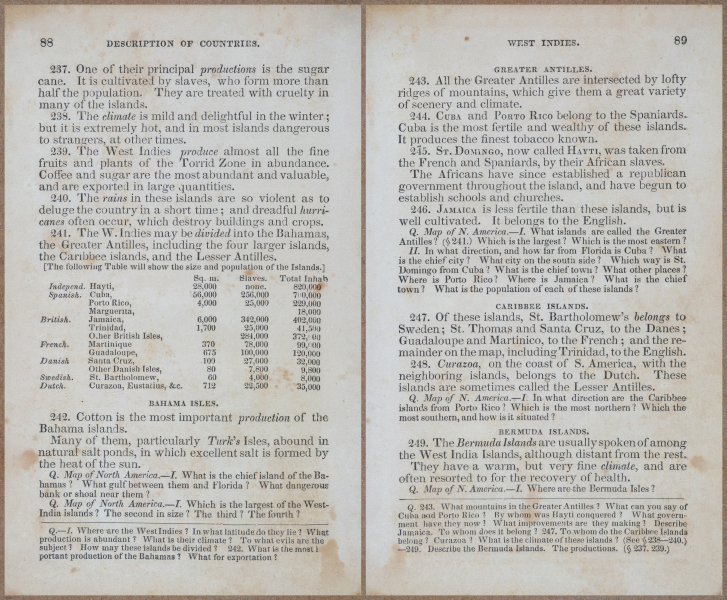 88 DESCRIPTION OF COUNTRIES.
237. One of their principal productions is the sugar
cane. It is cultivated by slaves, who form more than
half the population. They are treated with cruelty in
many of the islands.
238. The climate is mild and delightful in the winter;
but it is extremely hot, and in most islands dangerous
to strangers, at other times.
239. The West Indies produce almost all the fine
fruits and plants of the Torrid Zone in abundance.
Coffee and sugar are the most abundant and valuable,
and are exported in large quantities.
240. The rains in these islands are so violent as to
deluge the country in a short time; and dreadful hurri-
canes often occur, which destroy buildings and crops.
241. The W. Indies may be divided into the Bahamas,
the Greater Antilles, including the four larger islands,
the Caribbee islands, and the Lesser Antilles.
[The following Table will show the size and population of the Islands.]
Sq. m. Slaves. Total Inhab
Independ. Hayti, 28,000 none. 820,000
Spanish. Cuba, 56,000 256,000
Porto Rico, 4,000 25,000 229,000
Marguerita, 18,000
British. Jamaica, 6,000 342,000 402,000
Trinidad, 1,700 25,000 41,500
Other British Isles, 284,000
French. Martinique 370 78,000
Guadaloupe, 675 100,000 120,000
Danish Santa Cruz, 109 27,000 32,000
Other Danish Isles, 80 7,800 9,800
Swedish. St. Bartholomew, 60 4,000 8,000
Dutch. Curazoa, Eustatius, &c. 712 22,500 35,000
BAHAMA ISLES.
242. Cotton is the most important production of the
Bahama islands.
Many of them, particularly Turk's Isles, abound in
natural salt ponds, in which excellent salt is formed by
the heat of the sun.
Q. Map of North America.—I. What is the chief island of the Ba-
hamas? What gulf between them and Florida? What dangerous
bank or shoal near them?
Q. Map of North America.—I. Which is the largest of the West-
India islands? The second in size? The third? The fourth?
Q.—I. Where are the West Indies? In what latitude do they lie? What
production is abundant? What is their climate? To what evils are the
subject? How may these islands be divided? 242. What is the most i
portant production of the Bahamas? What for exportation?
WEST INDIES. 89
GREATER ANTILLES.
243. All the Greater Antilles are intersected by lofty
ridges of mountains, which give them a great variety
of scenery and climate.
244. CUBA and PORTO RICO belong to the Spaniards.
Cuba is the most fertile and wealthy of these islands.
It produces the finest tobacco known.
245. ST. DOMINGO, now called HAYTI, was taken from
the French and Spaniards, by their African slaves.
The Africans have since established a republican
government throughout the island, and have begun to
establish schools and churches.
246. JAMAICA is less fertile than these islands, but is
well cultivated. It belongs to the English.
Q. Map of N. America.—I. What islands are called the Greater
Antilles? (§ 241.) Which is the largest? Which is the most eastern?
II. In what direction, and how far from Florida is Cuba? What
is the chief city? What city on the south side? Which way is St.
Domingo from Cuba? What is the chief town? What other places?
Where is Porto Rico? Where is Jamaica? What is the chief
town? What is the population of each of these islands?
CARIBBEE ISLANDS.
247. Of these islands, St. Bartholomew's belongs to
Sweden; St. Thomas and Santa Cruz, to the Danes;
Guadaloupe and Martinico, to the French; and the re-
mainder on the map, including Trinidad, to the English.
248. Curazoa, on the coast of S. America, with the
neighboring islands, belongs to the Dutch. These
islands are sometimes called the Lesser Antilles.
Q. Map of N. America.—I. In what direction are the Caribbee
islands from Porto Rico? Which is the most northern? Which the
most southern, and how is it situated?
BERMUDA ISLANDS.
249. The Bermuda Islands are usually spoken of among
the West India Islands, although distant from the rest.
They have a warm, but very fine climate, and are
often resorted to for the recovery of health.
Q. Map of N. America.—I. Where are the Bermuda Isles?
Q. 243. What mountains in the Greater Antilles? What can you say of
Cuba and Porto Rico? By whom was Hayti conquered? What govern-
ment have they now? What improvements are they making? Describe
Jamaica. To whom does it belong? 247. To whom do the Caribbee Islands
belong? Curazoa? What is the climate of these islands? (See § 238—240.)
—249. Describe the Bermuda Islands. The productions. (§ 237. 239.)